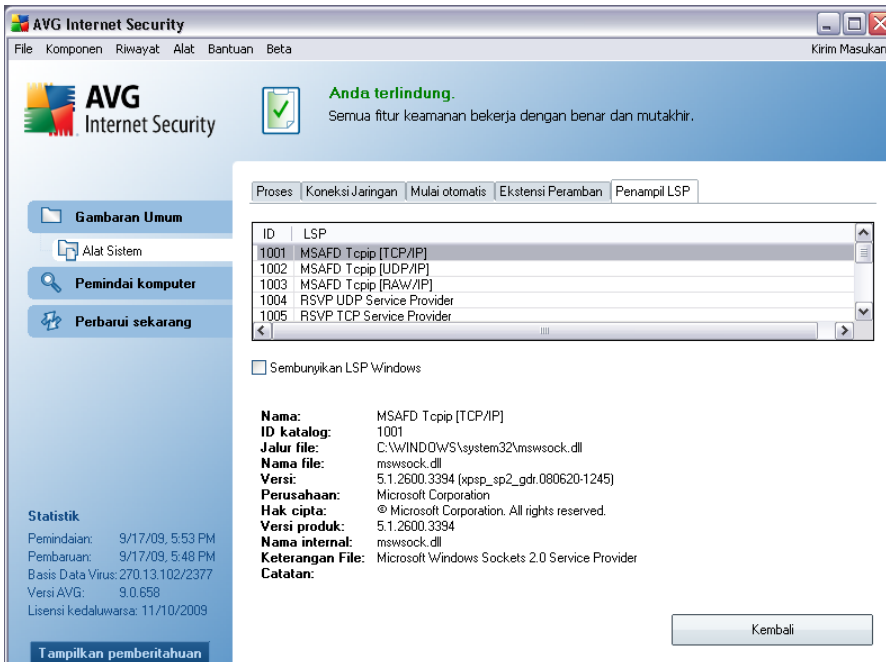 AVG Internet Security
File Komponen Riwayat Alat Bantuan Beta Kirim Masukan
AVG
Internet Security
Anda terlindung.
Semua fitur keamanan bekerja dengan benar dan mutakhir.
Gambaran Umum
Alat Sistem
Pemindai komputer
Perbarui sekarang
Proses Koneksi Jaringan Mulai otomatis Ekstensi Peramban Penampil LSP
ID LSP
1001 MSAFD Tcpip [TCP/IP]
1002 MSAFD Tcpip [UDP/IP]
1003 MSAFD Tcpip [RAW/IP]
1004 RSVP UDP Service Provider
1005 RSVP TCP Service Provider
Sembunyikan LSP Windows
Nama: MSAFD Tcpip [TCP/IP]
ID katalog: 1001
Jalur file: C:\WINDOWS\system32\mswsock.dll
Nama file: mswsock.dll
Versi: 5.1.2600.3394 (xpsp_sp2_gdr.080620-1245)
Perusahaan: Microsoft Corporation
Hak cipta: © Microsoft Corporation. All rights reserved.
Versi produk: 5.1.2600.3394
Nama internal: mswsock.dll
Keterangan File: Microsoft Windows Sockets 2.0 Service Provider
Catatan:
Statistik
Pemindaian: 9/17/09, 5:53 PM
Pembaruan: 9/17/09, 5:48 PM
Basis Data Virus: 270.13.102/2377
Versi AVG: 9.0.658
Lisensi kedaluwarsa: 11/10/2009
Tampilkan pemberitahuan
Kembali